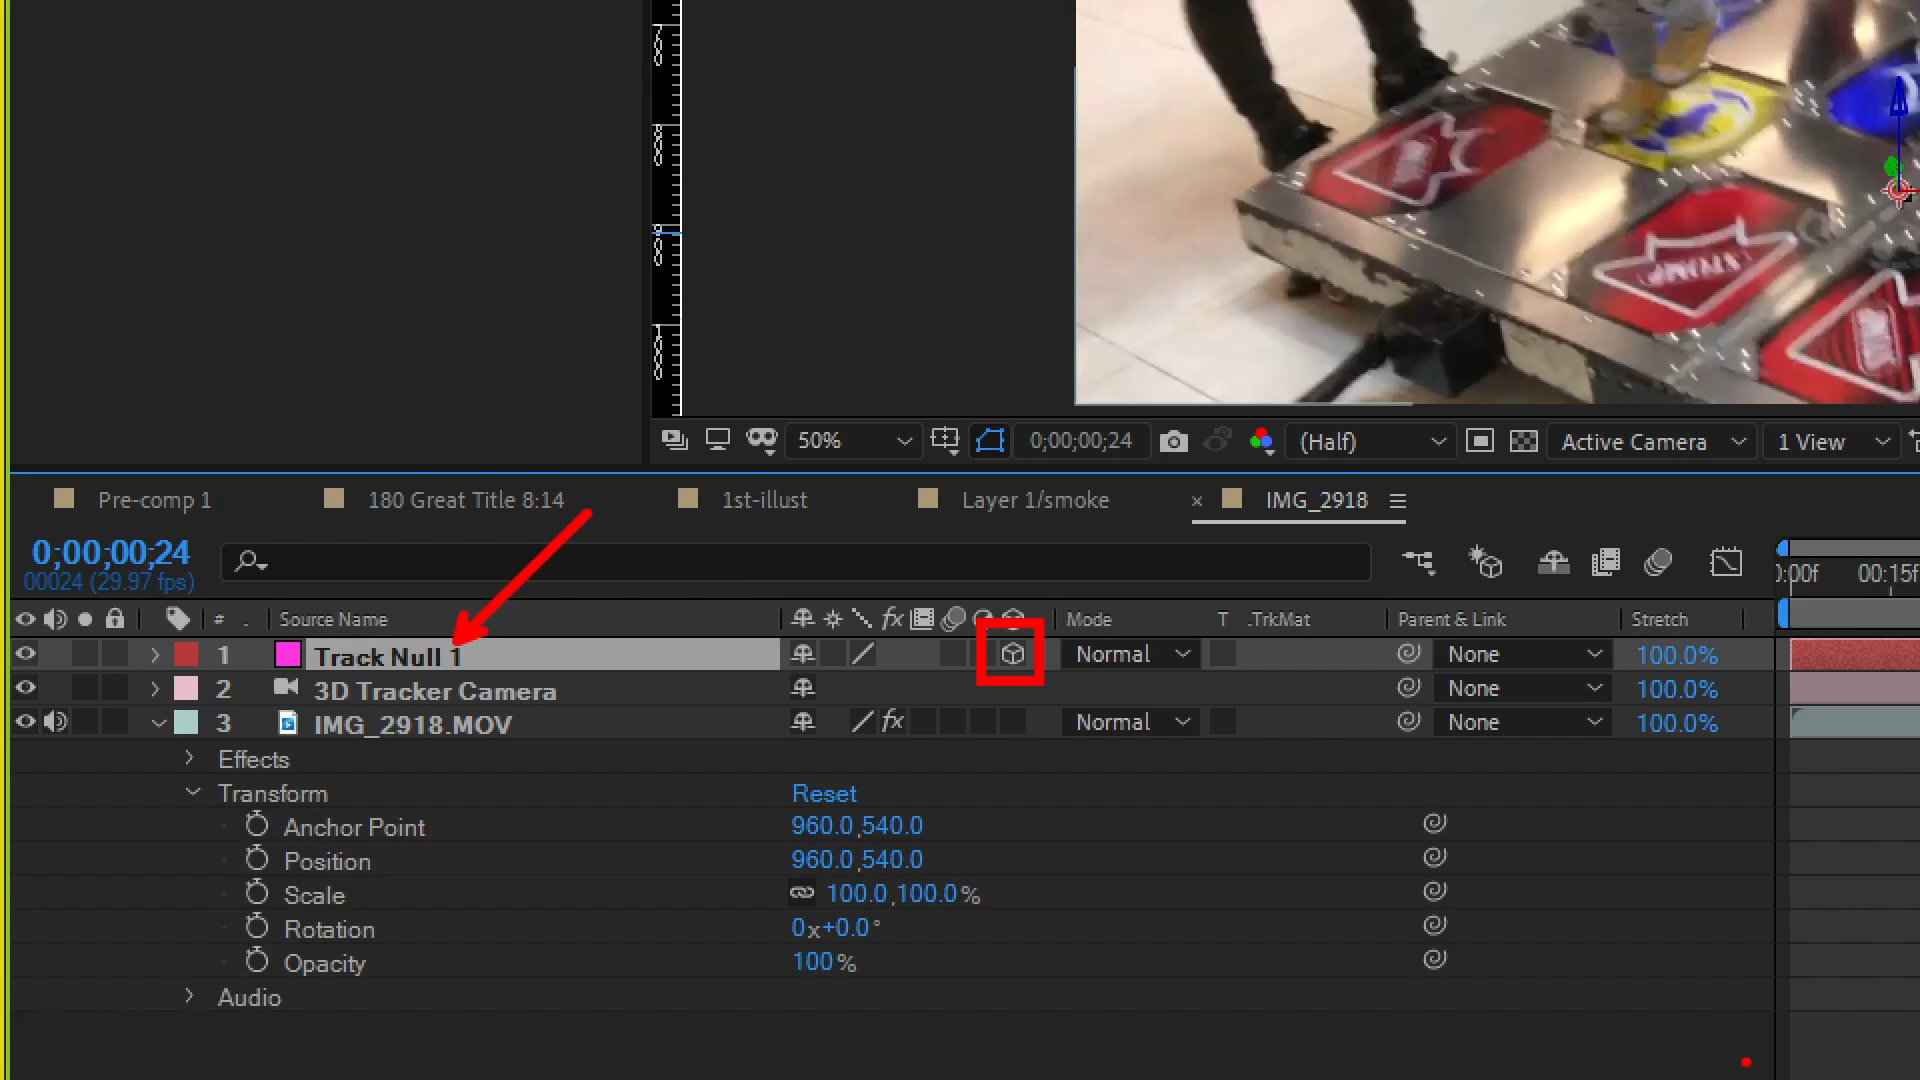 50%
0;00;00;24
(Half)
Active Camera
1 View
Pre-comp 1
180 Great Title 8:14
1st-illust
Layer 1/smoke
× IMG_2918
0;00;00;24
00024 (29.97 fps)
0:00f 00:15f
# . Source Name fx Mode T .TrkMat Parent & Link Stretch
1 Track Null 1 Normal None 100.0%
2 3D Tracker Camera None 100.0%
3 IMG_2918.MOV fx Normal None 100.0%
Effects
Transform Reset
Anchor Point 960.0,540.0
Position 960.0,540.0
Scale 100.0,100.0%
Rotation 0x+0.0°
Opacity 100%
Audio